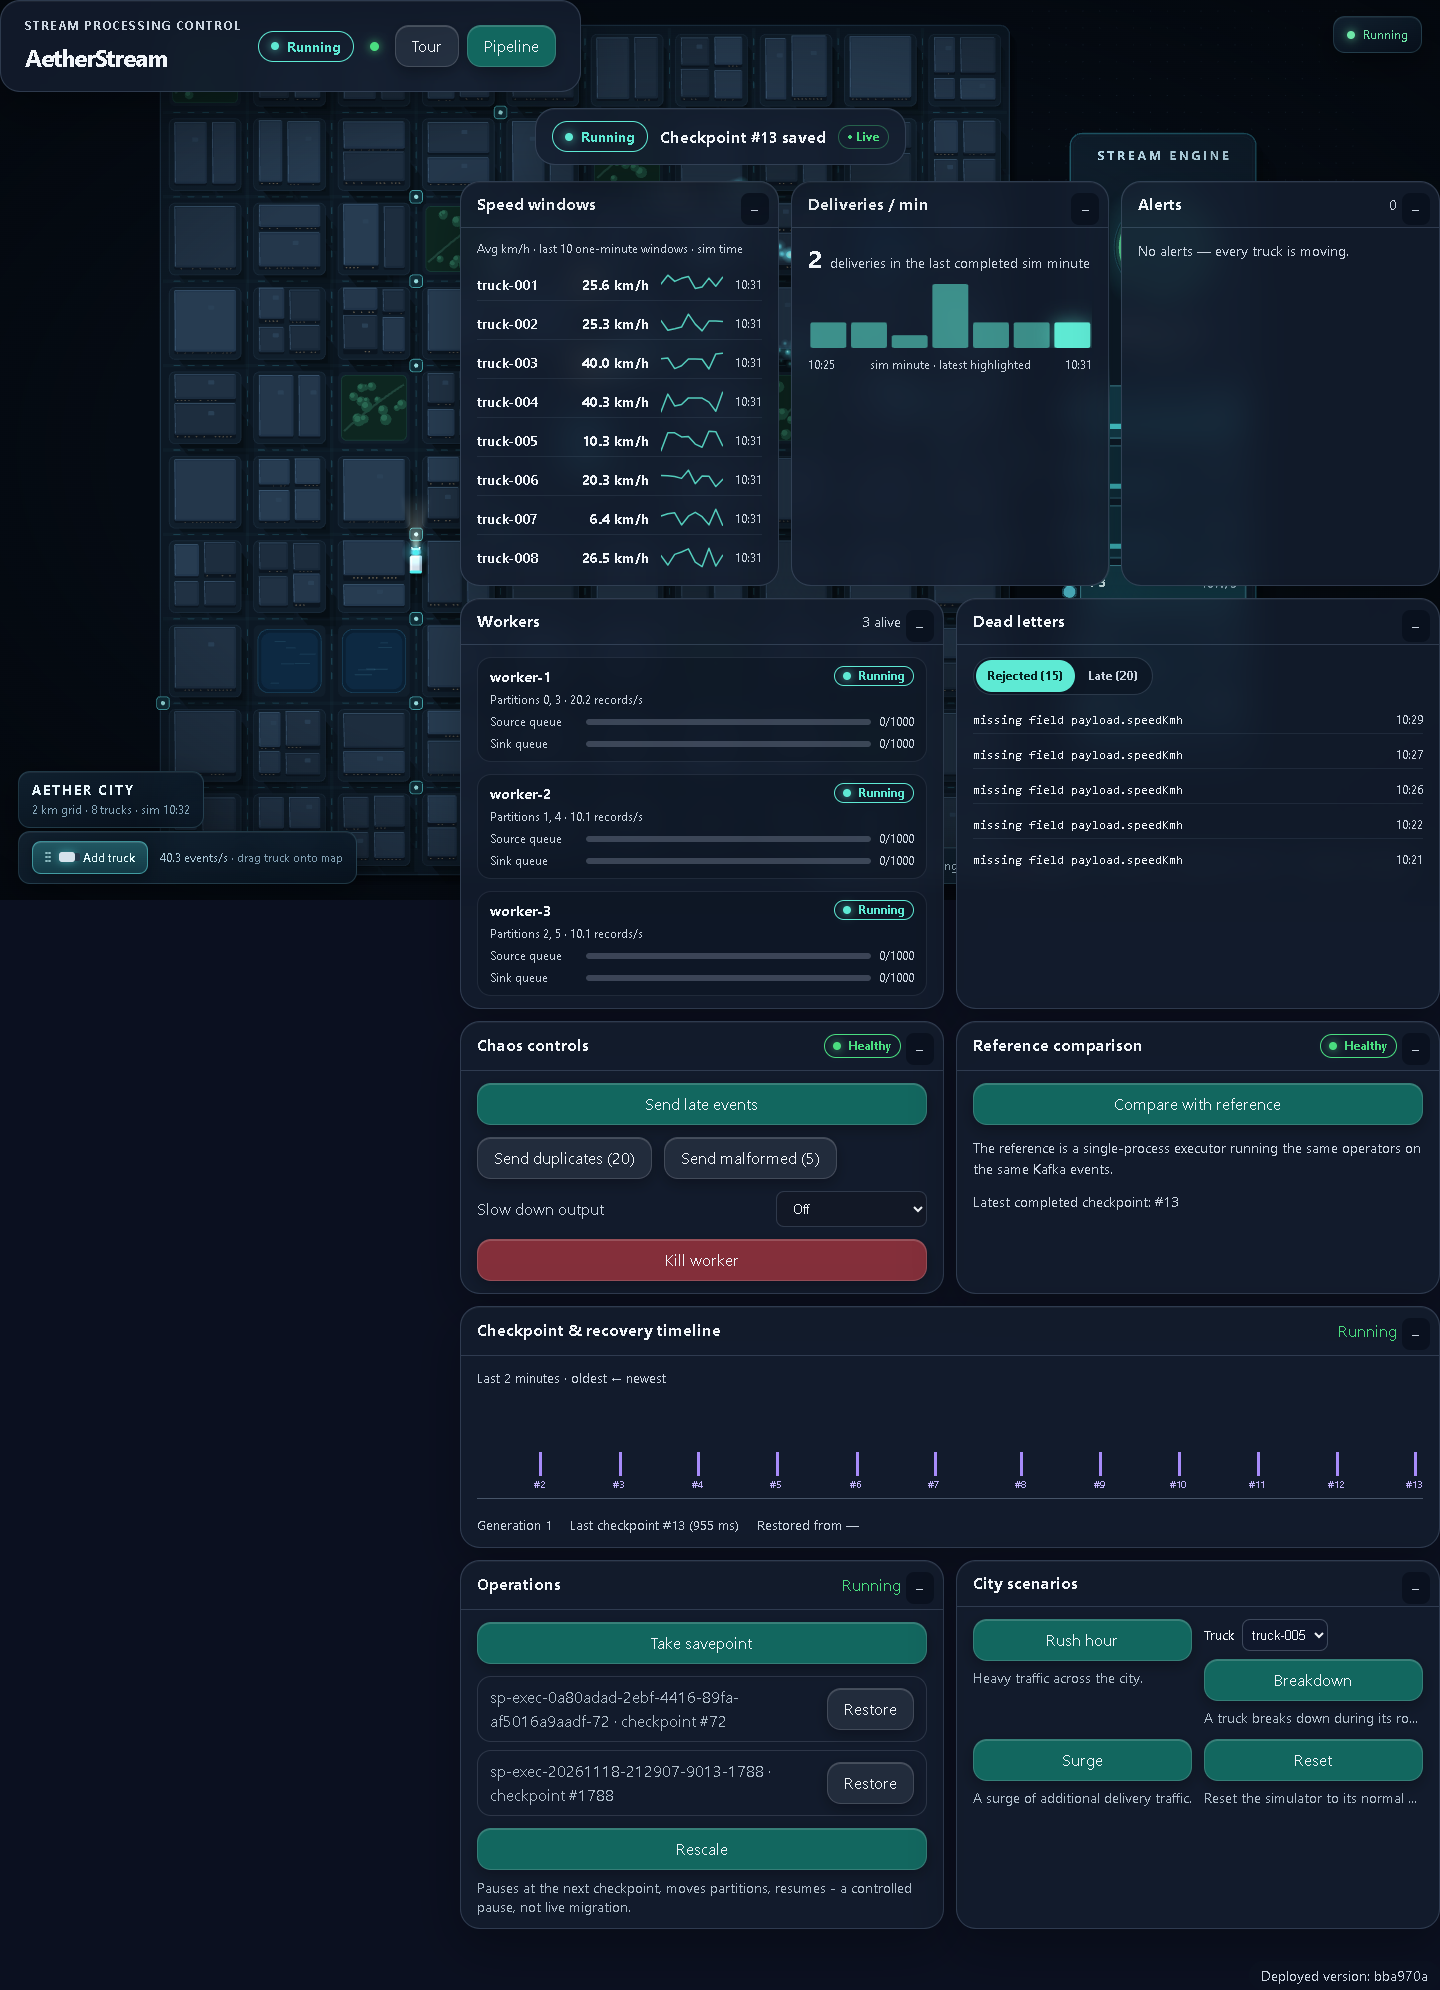 STREAM PROCESSING CONTROL
AetherStream
Running
Tour
Pipeline
Running
Running
Checkpoint #13 saved
• Live
STREAM ENGINE
Speed windows
–
Avg km/h · last 10 one-minute windows · sim time
truck-001 25.6 km/h 10:31
truck-002 25.3 km/h 10:31
truck-003 40.0 km/h 10:31
truck-004 40.3 km/h 10:31
truck-005 10.3 km/h 10:31
truck-006 20.3 km/h 10:31
truck-007 6.4 km/h 10:31
truck-008 26.5 km/h 10:31
Deliveries / min
–
2 deliveries in the last completed sim minute
10:25 sim minute · latest highlighted 10:31
Alerts 0 –
No alerts — every truck is moving.
Workers 3 alive –
worker-1 Running
Partitions 0, 3 · 20.2 records/s
Source queue 0/1000
Sink queue 0/1000
worker-2 Running
Partitions 1, 4 · 10.1 records/s
Source queue 0/1000
Sink queue 0/1000
worker-3 Running
Partitions 2, 5 · 10.1 records/s
Source queue 0/1000
Sink queue 0/1000
Dead letters –
Rejected (15) Late (20)
missing field payload.speedKmh 10:29
missing field payload.speedKmh 10:27
missing field payload.speedKmh 10:26
missing field payload.speedKmh 10:22
missing field payload.speedKmh 10:21
AETHER CITY
2 km grid · 8 trucks · sim 10:32
Add truck 40.3 events/s · drag truck onto map
Chaos controls Healthy –
Send late events
Send duplicates (20) Send malformed (5)
Slow down output Off
Kill worker
Reference comparison Healthy –
Compare with reference
The reference is a single-process executor running the same operators on
the same Kafka events.
Latest completed checkpoint: #13
Checkpoint & recovery timeline Running –
Last 2 minutes · oldest ← newest
#2 #3 #4 #5 #6 #7 #8 #9 #10 #11 #12 #13
Generation 1 Last checkpoint #13 (955 ms) Restored from —
Operations Running –
Take savepoint
sp-exec-0a80adad-2ebf-4416-89fa-
af5016a9aadf-72 · checkpoint #72
Restore
sp-exec-20261118-212907-9013-1788 ·
checkpoint #1788
Restore
Rescale
Pauses at the next checkpoint, moves partitions, resumes - a controlled
pause, not live migration.
City scenarios –
Rush hour
Heavy traffic across the city.
Truck truck-005
Breakdown
A truck breaks down during its ro...
Surge
A surge of additional delivery traffic.
Reset
Reset the simulator to its normal ...
Deployed version: bba970a